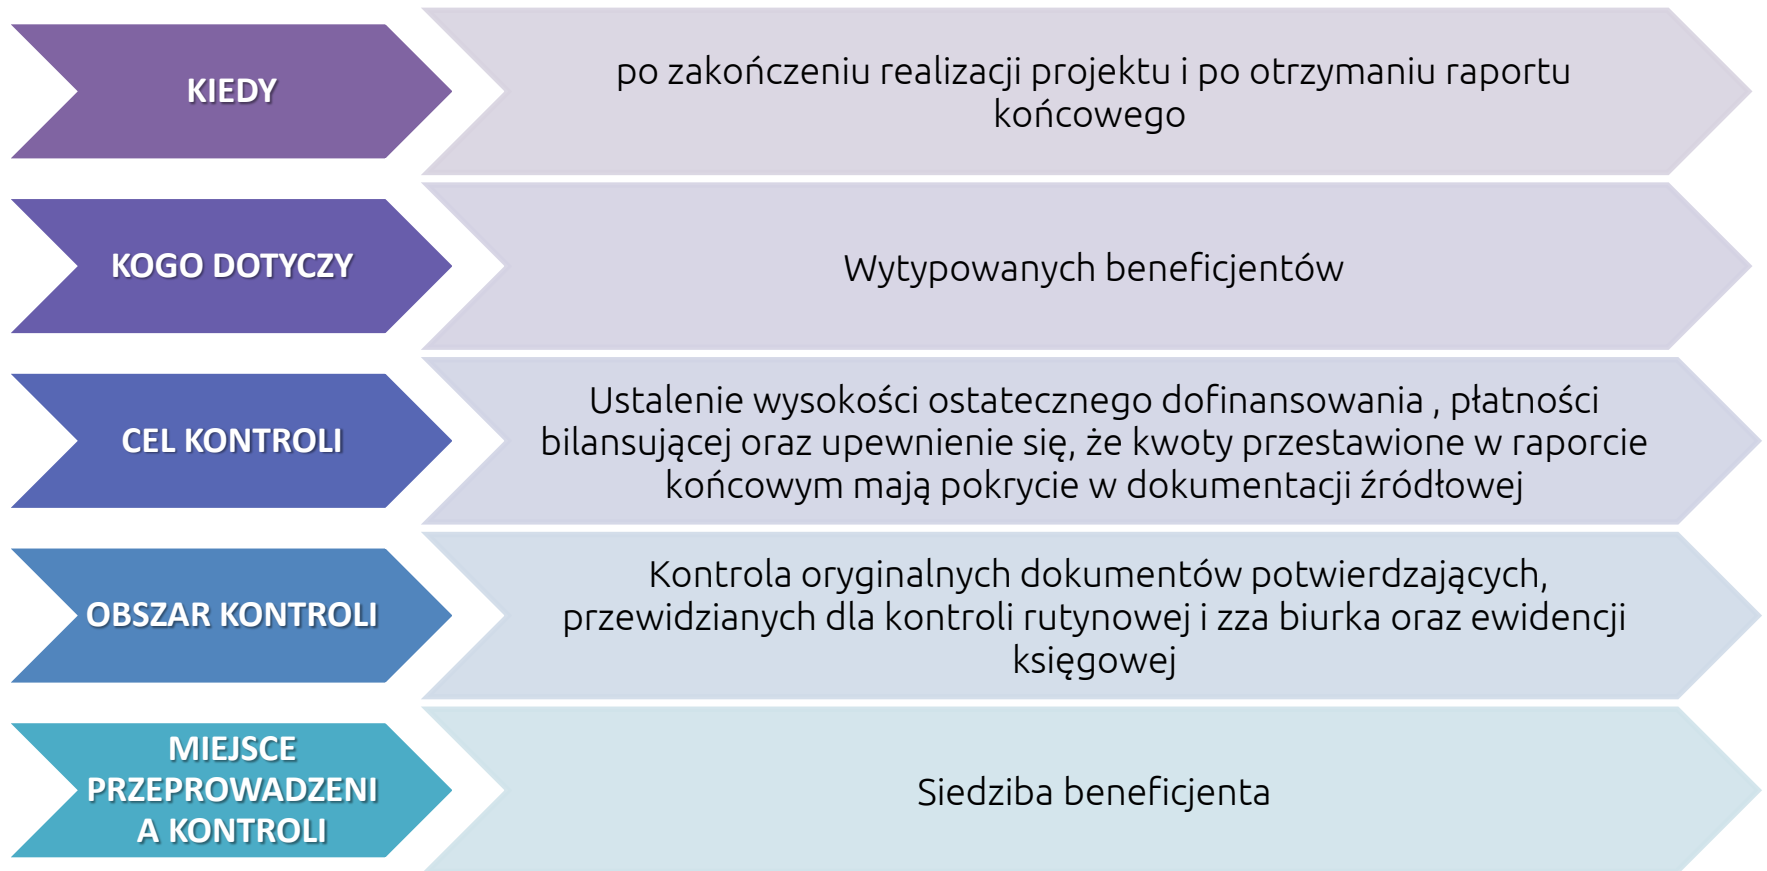 KIEDY
po zakończeniu realizacji projektu i po otrzymaniu raportu
końcowego
KOGO DOTYCZY
Wytypowanych beneficjentów
CEL KONTROLI
Ustalenie wysokości ostatecznego dofinansowania , płatności
bilansującej oraz upewnienie się, że kwoty przestawione w raporcie
końcowym mają pokrycie w dokumentacji źródłowej
OBSZAR KONTROLI
Kontrola oryginalnych dokumentów potwierdzających,
przewidzianych dla kontroli rutynowej i zza biurka oraz ewidencji
księgowej
MIEJSCE
PRZEPROWADZENI
A KONTROLI
Siedziba beneficjenta